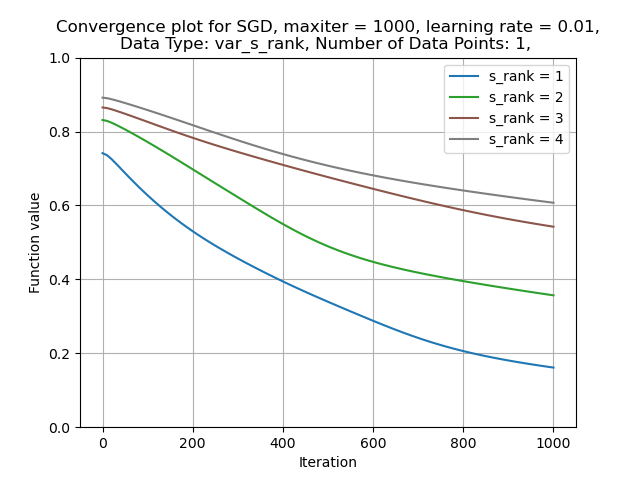 Convergence plot for SGD, maxiter = 1000, learning rate = 0.01,
Data Type: var_s_rank, Number of Data Points: 1,
1.0
0.8
0.6
0.4
0.2
0.0
Function value
s_rank = 1
s_rank = 2
s_rank = 3
s_rank = 4
0 200 400 600 800 1000
Iteration